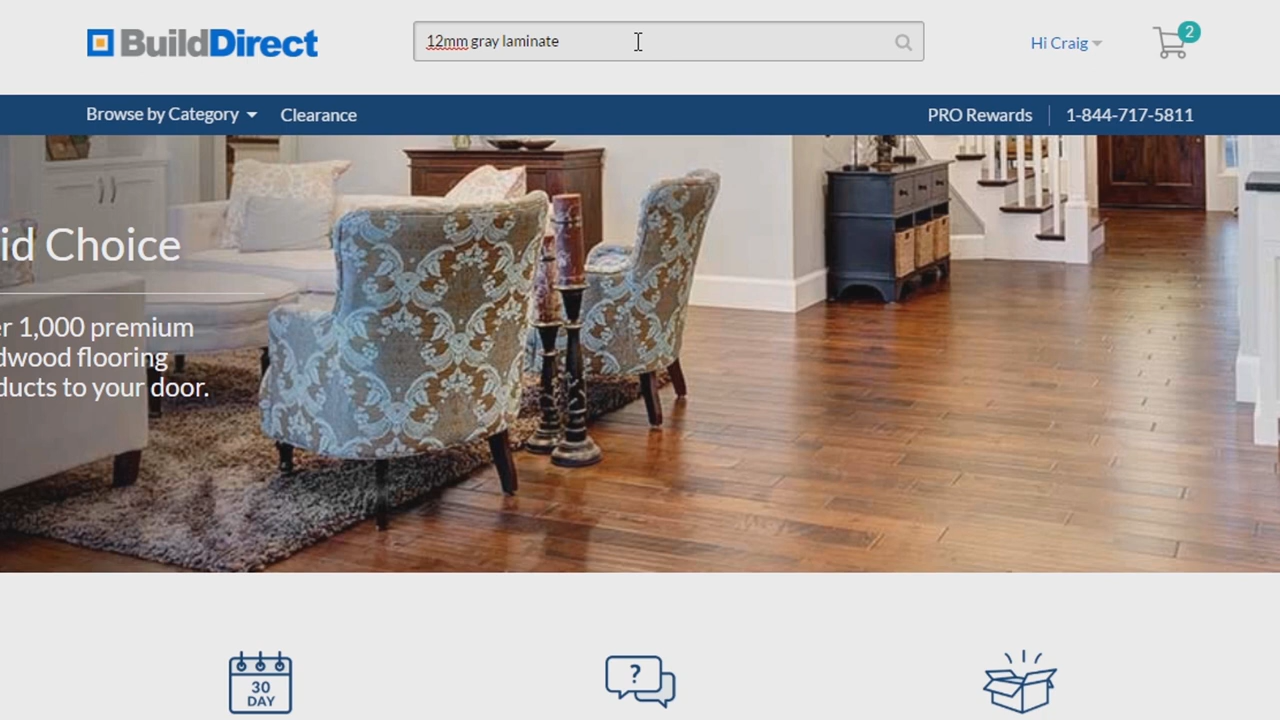 BuildDirect
12mm gray laminate
Hi Craig
2
Browse by Category
Clearance
PRO Rewards
1-844-717-5811
id Choice
er 1,000 premium
dwood flooring
ducts to your door.
30
DAY
?